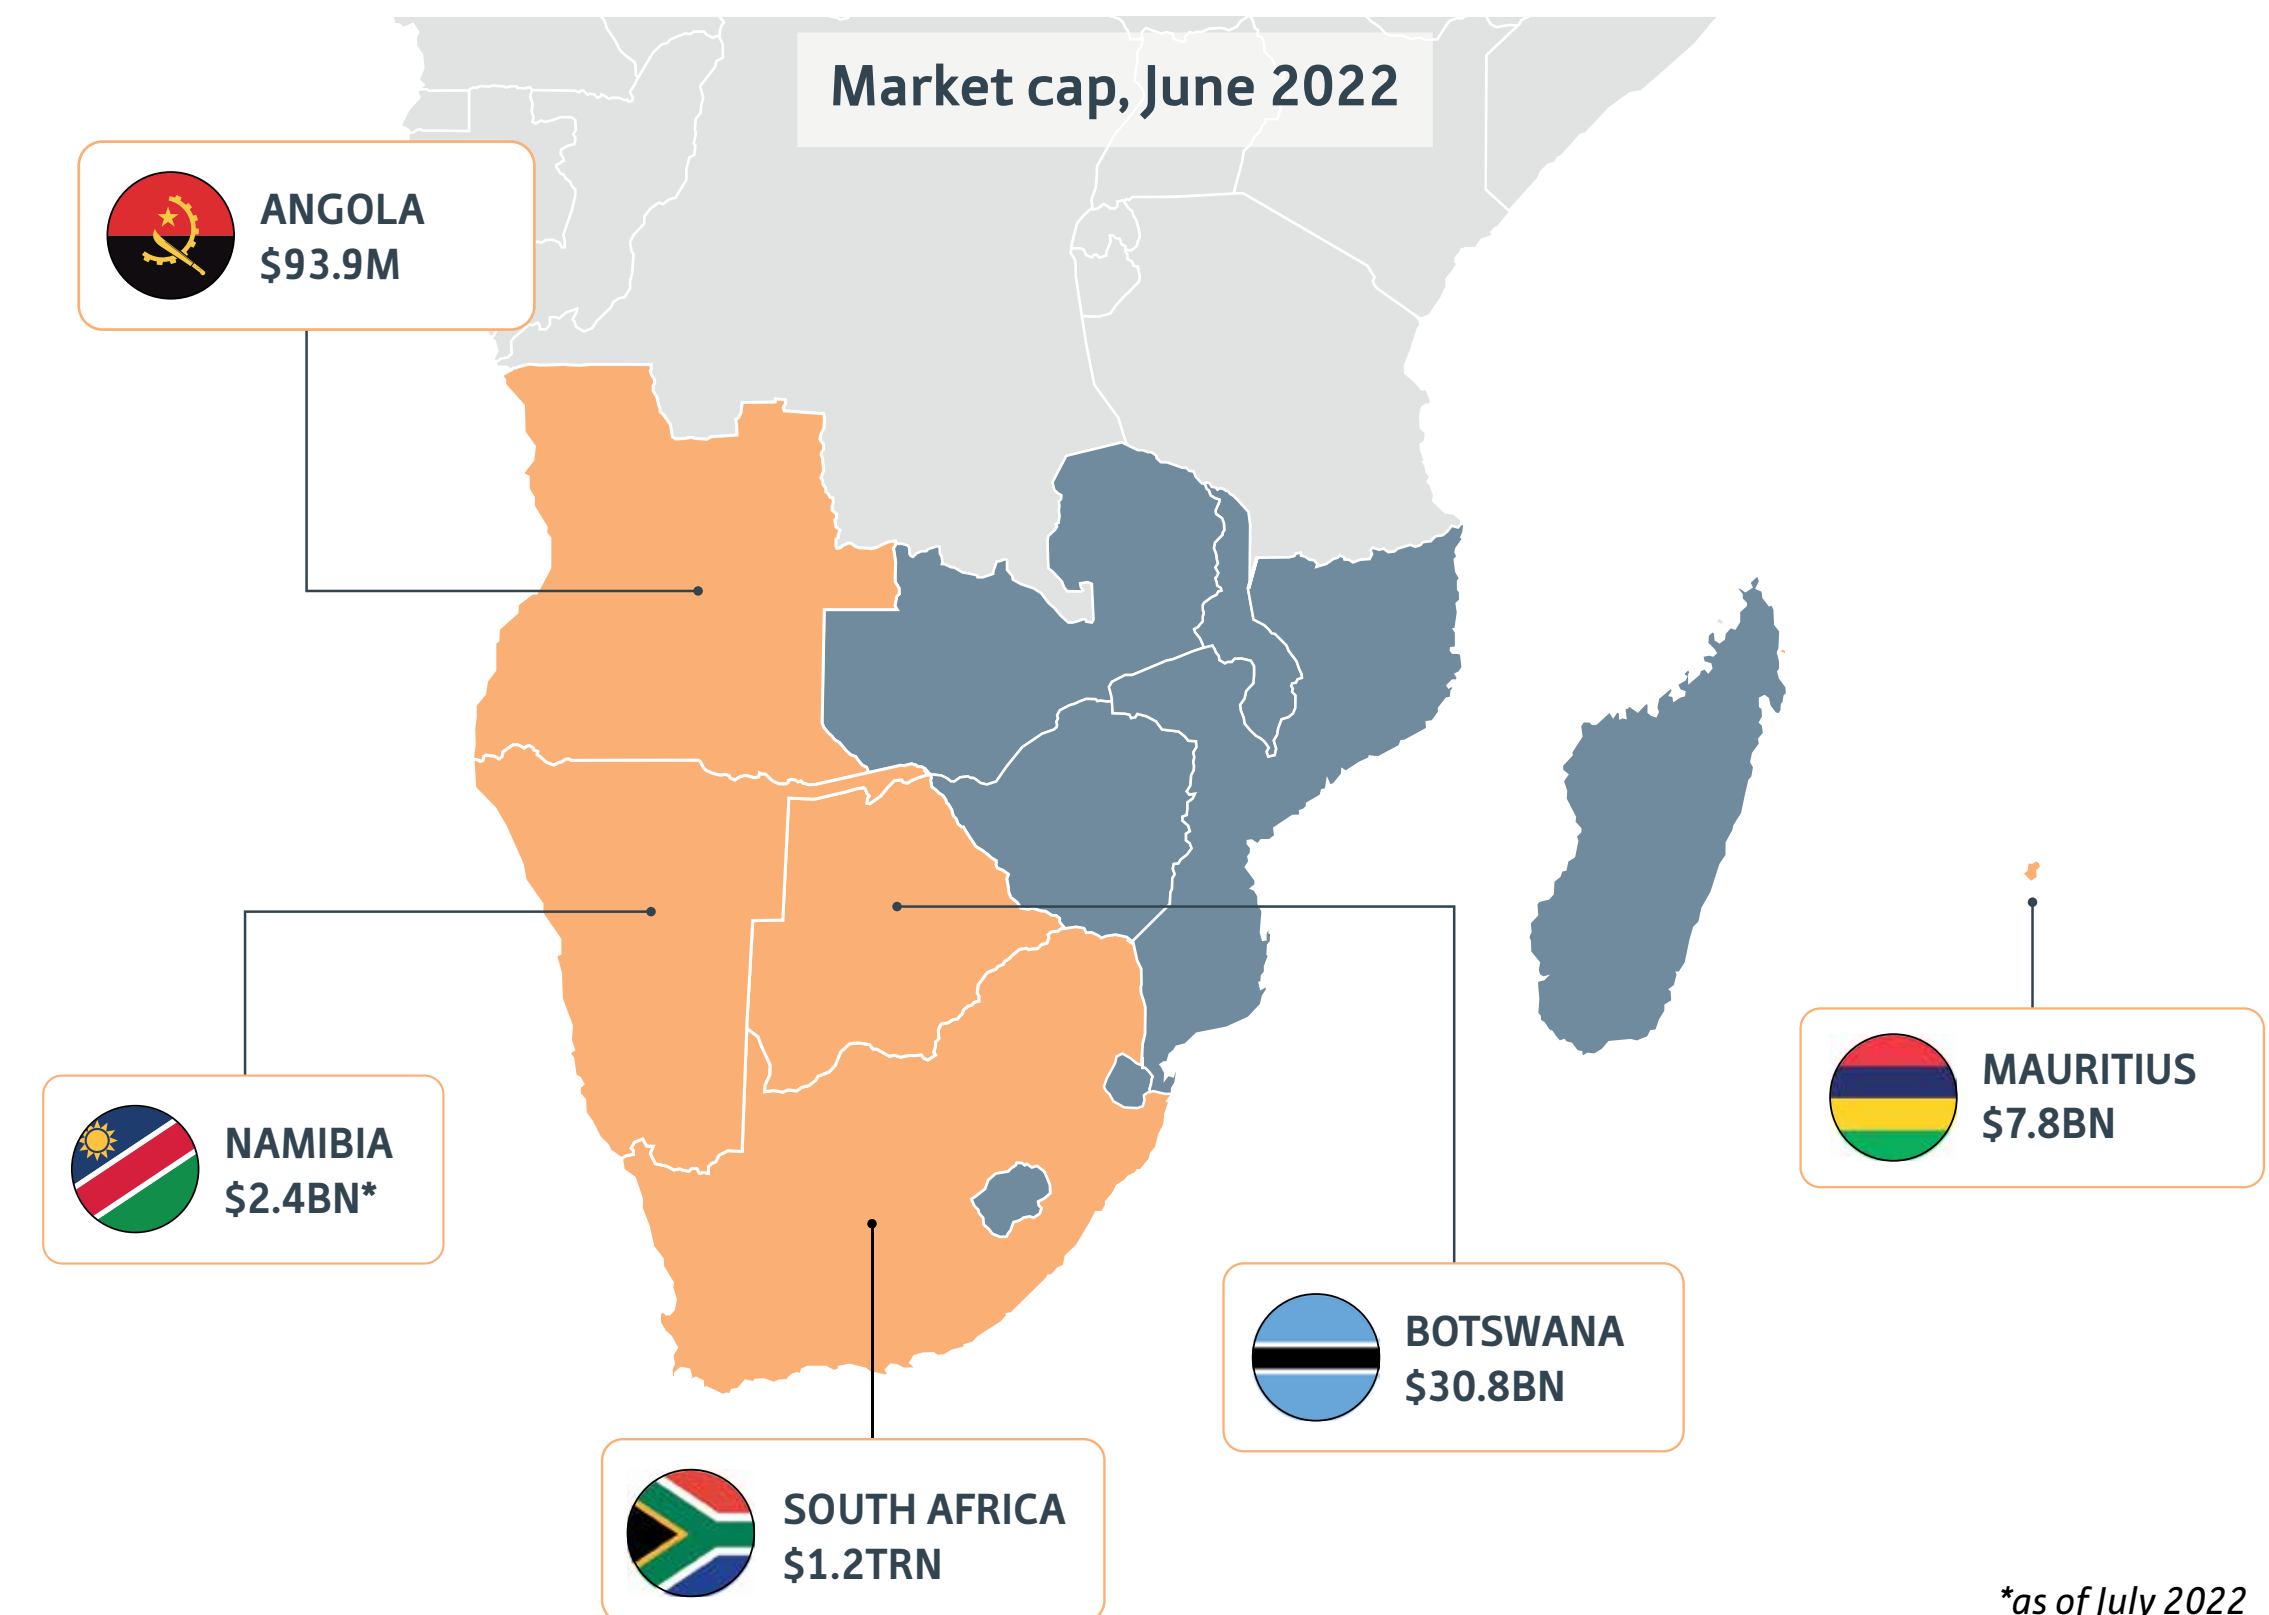 Market cap, June 2022
ANGOLA
$93.9M
NAMIBIA
$2.4BN*
MAURITIUS
$7.8BN
BOTSWANA
$30.8BN
SOUTH AFRICA
$1.2TRN
*as of July 2022